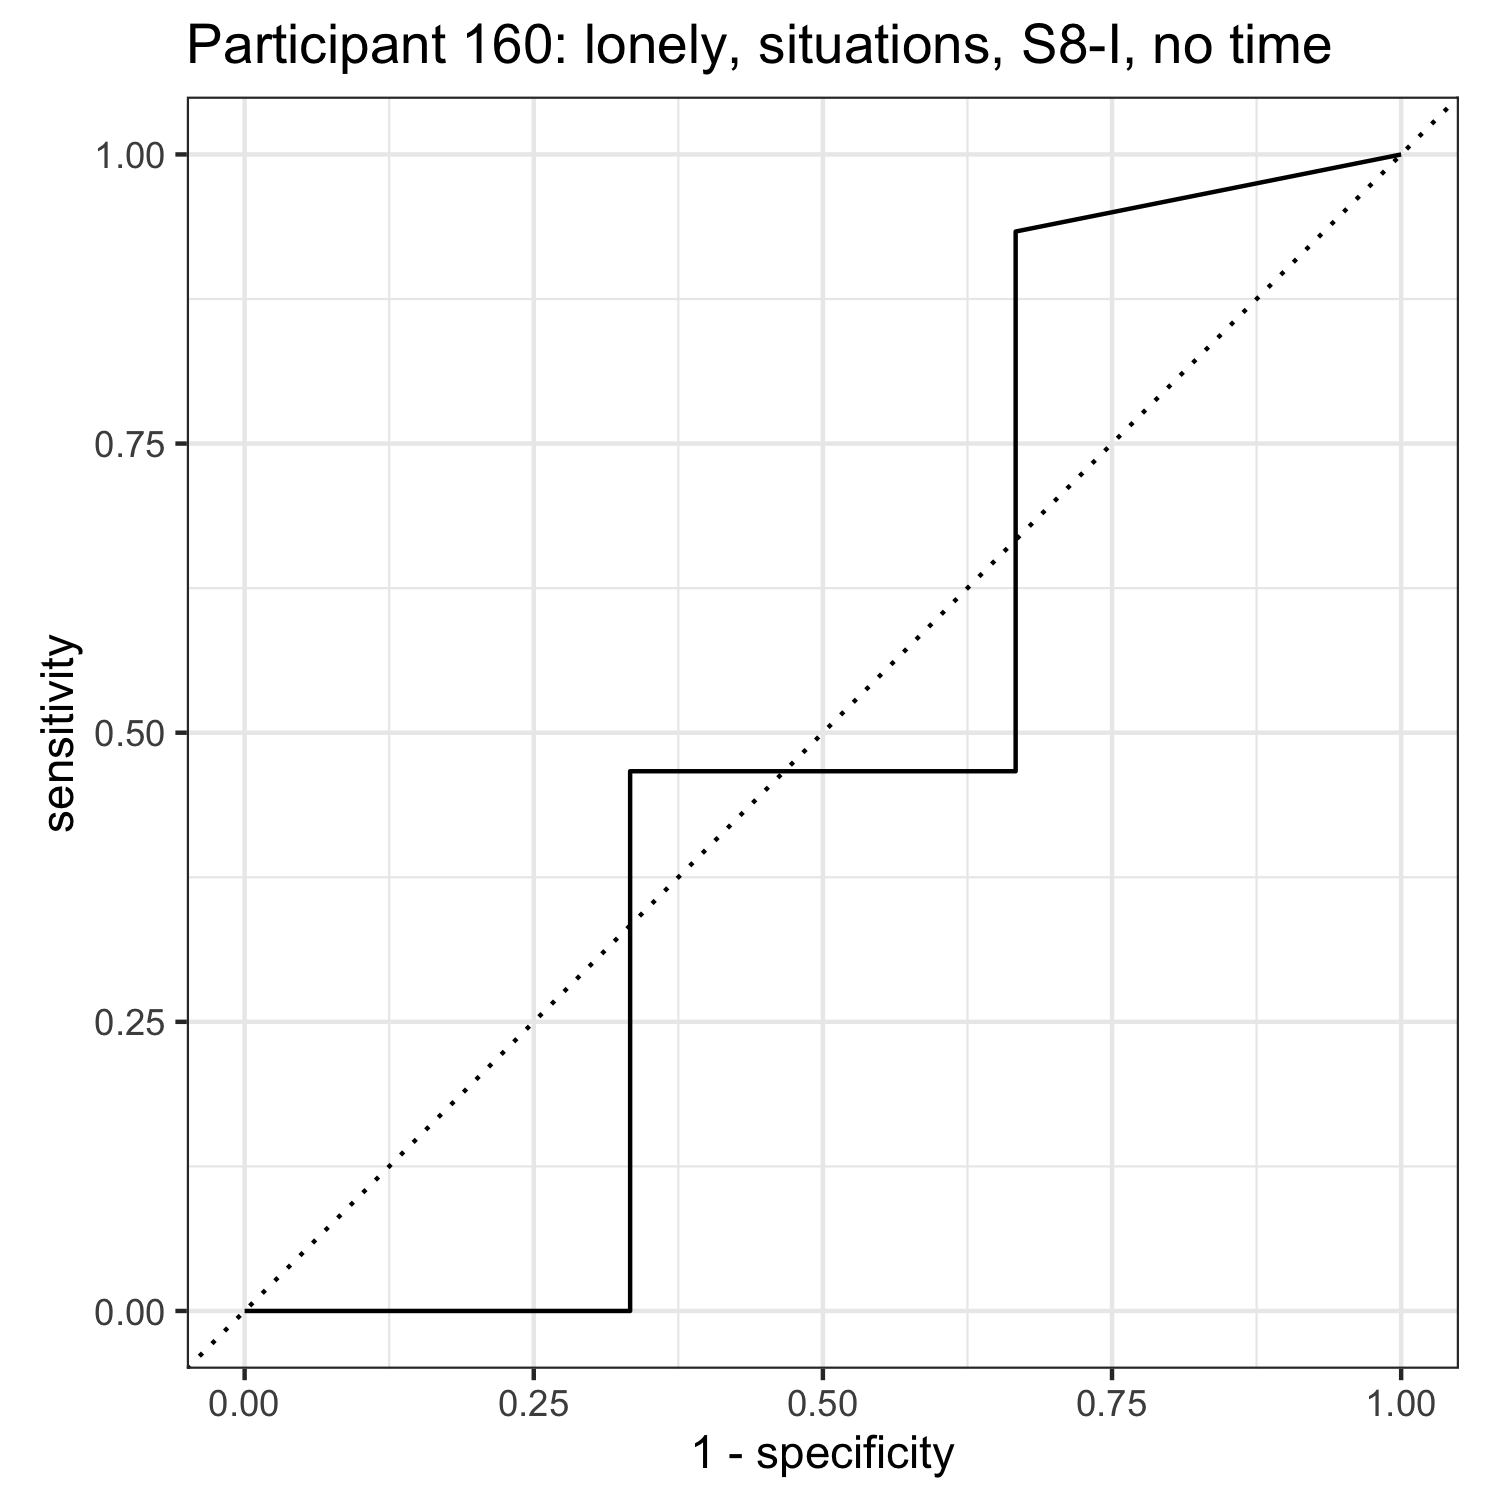 Participant 160: lonely, situations, S8-I, no time
1.00
0.75
0.50
0.25
0.00
sensitivity
0.00 0.25 0.50 0.75 1.00
1 - specificity